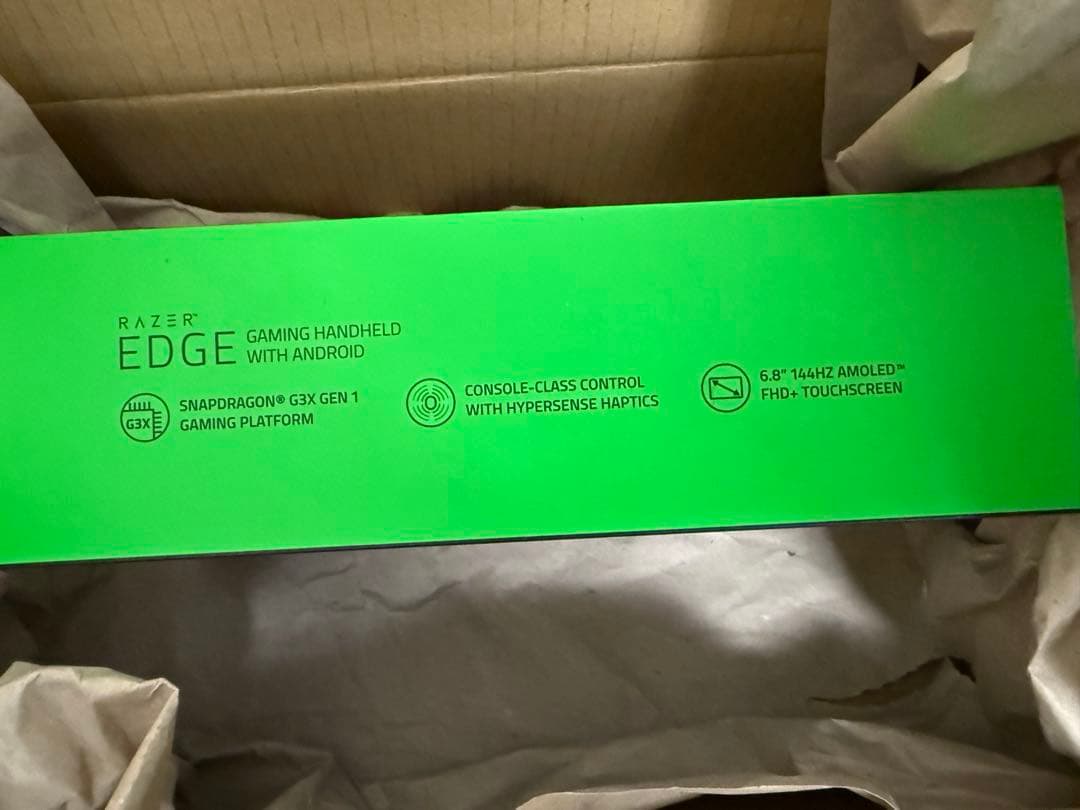 RAZER™
EDGE GAMING HANDHELD
WITH ANDROID
G3X
SNAPDRAGON® G3X GEN 1
GAMING PLATFORM
CONSOLE-CLASS CONTROL
WITH HYPERSENSE HAPTICS
6.8" 144HZ AMOLED™
FHD+ TOUCHSCREEN